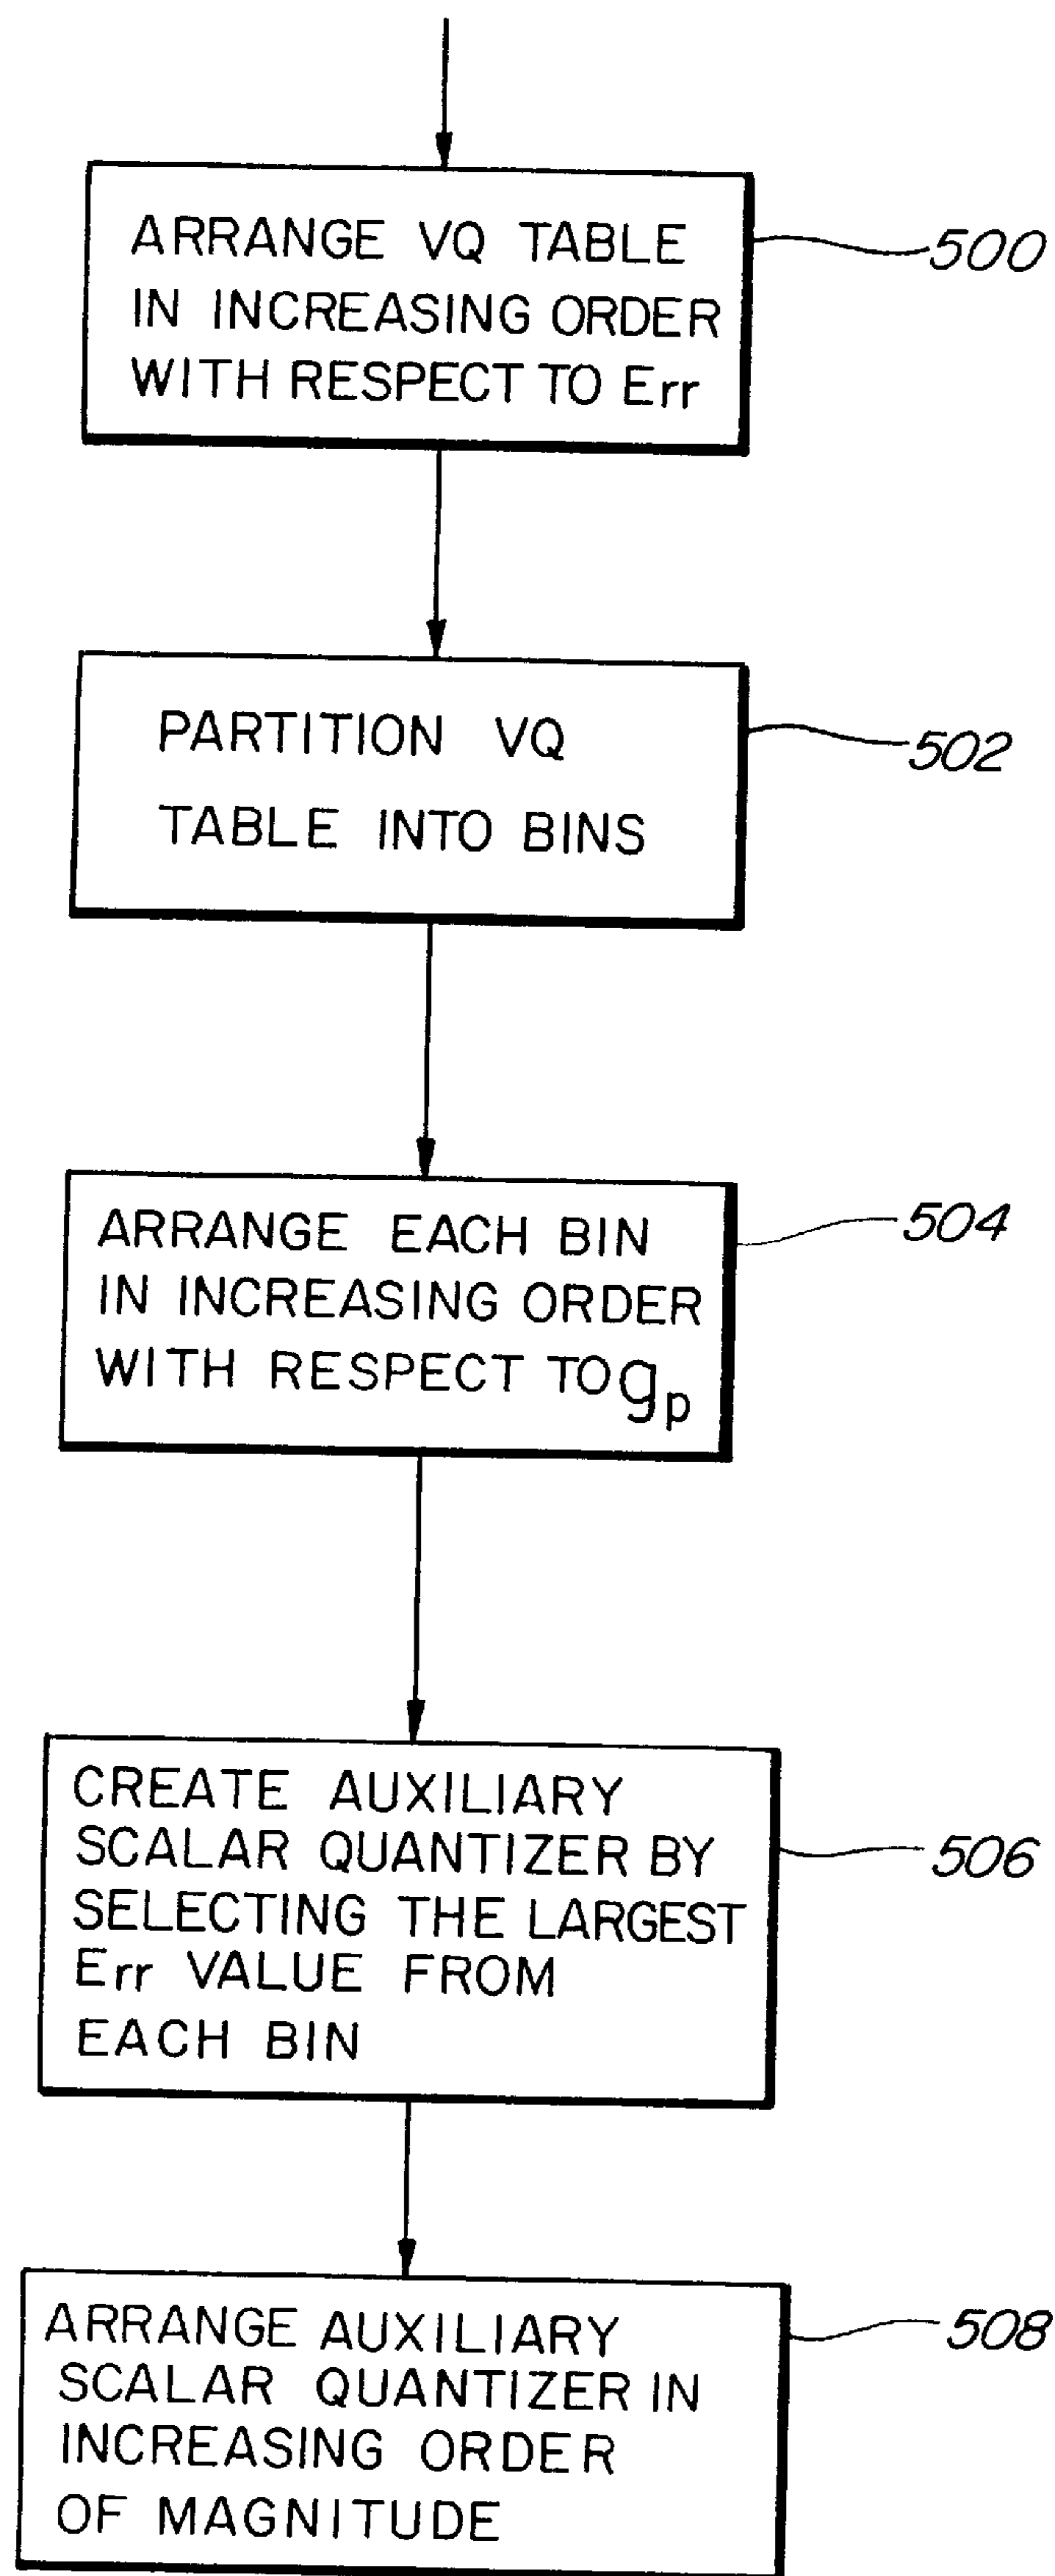 ARRANGE VQ TABLE
IN INCREASING ORDER
WITH RESPECT TO Err
500
PARTITION VQ
TABLE INTO BINS
502
ARRANGE EACH BIN
IN INCREASING ORDER
WITH RESPECT TO gp
504
CREATE AUXILIARY
SCALAR QUANTIZER BY
SELECTING THE LARGEST
Err VALUE FROM
EACH BIN
506
ARRANGE AUXILIARY
SCALAR QUANTIZER IN
INCREASING ORDER
OF MAGNITUDE
508